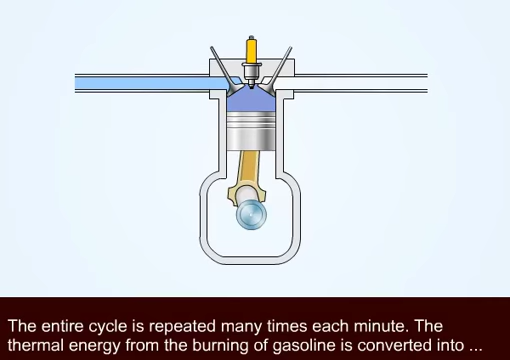 The entire cycle is repeated many times each minute. The
thermal energy from the burning of gasoline is converted into ...